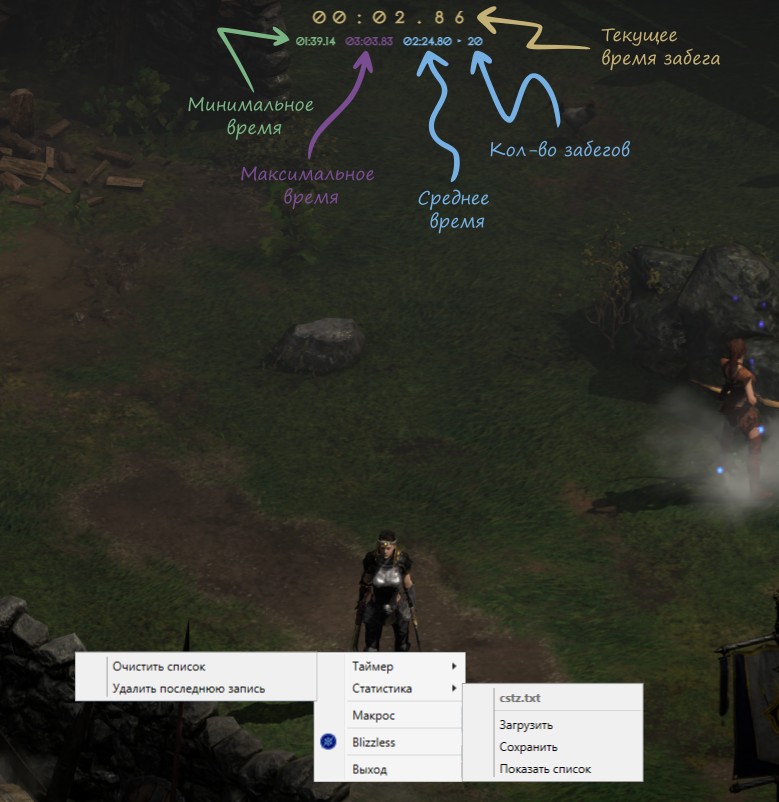 00:02.86
01:39.14 03:03.83 02:24.80 • 20
Текущее
время забега
Минимальное
время
Кол-во забегов
Максимальное
время
Среднее
время
Очистить список
Удалить последнюю запись
Таймер
Статистика
Макрос
Blizzless
Выход
cstz.txt
Загрузить
Сохранить
Показать список